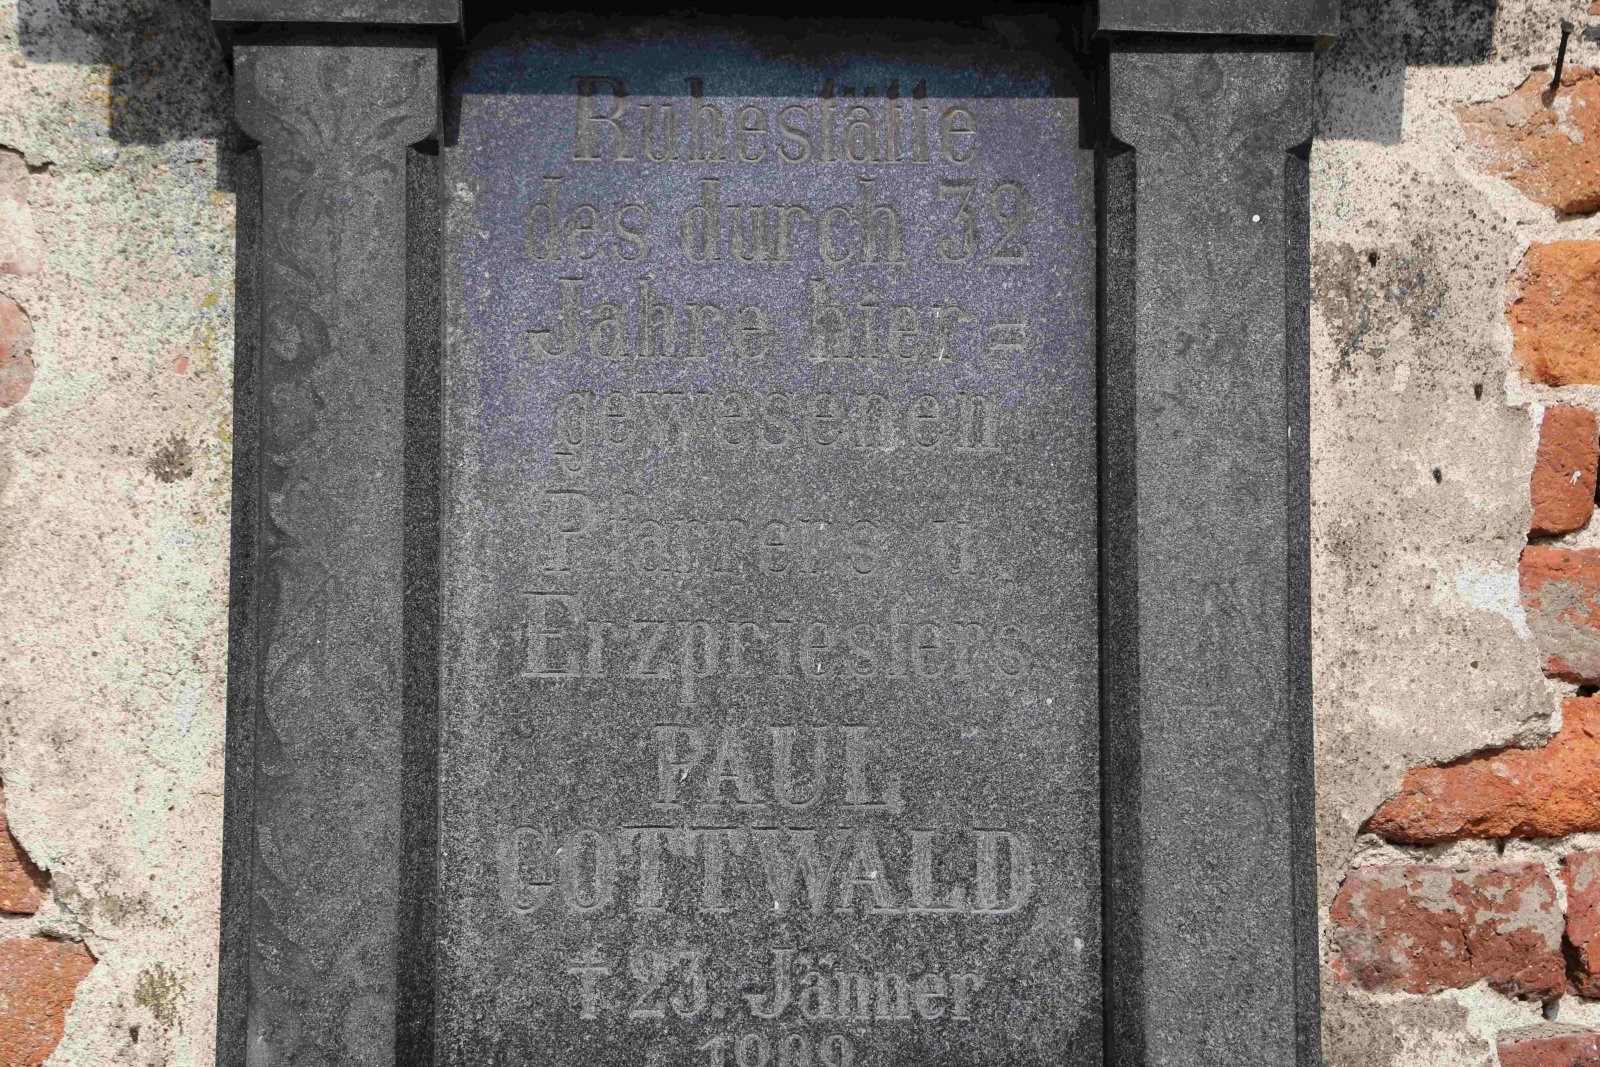 Ruhestätte
des durch 32
Jahre hier=
gewesenen
Pfarrers u.
Erzpriesters
PAUL
GOTTWALD
† 23. Jänner